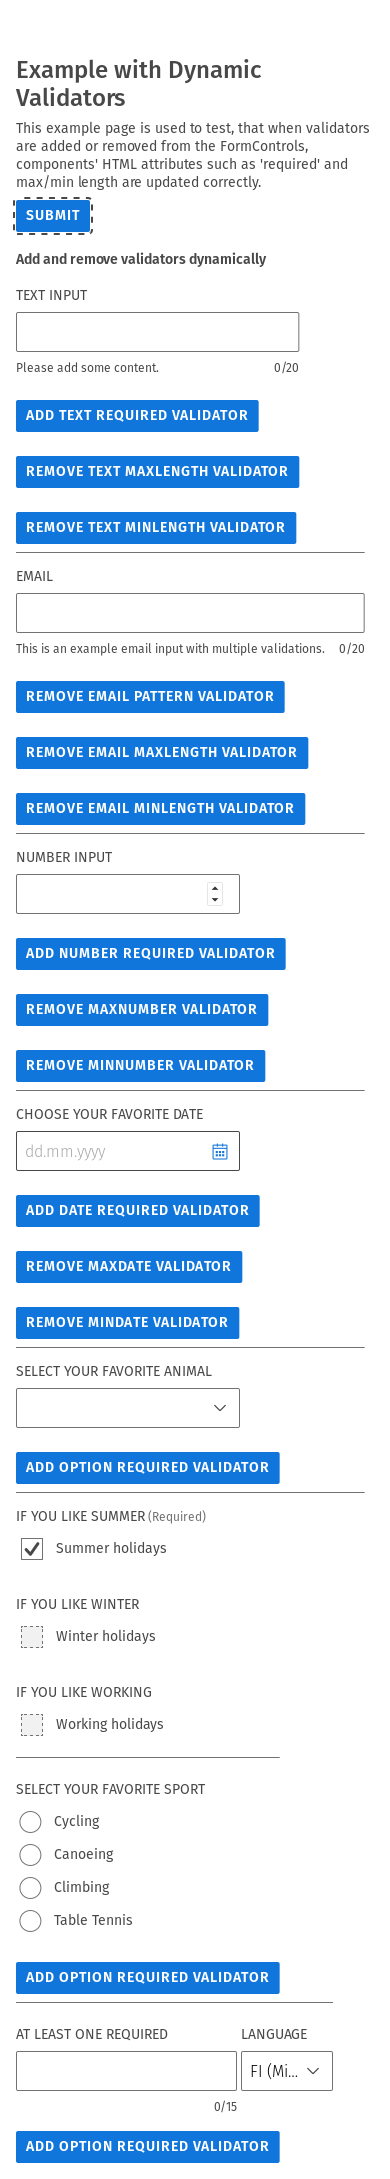 Example with Dynamic
Validators
This example page is used to test, that when validators
are added or removed from the FormControls,
components' HTML attributes such as 'required' and
max/min length are updated correctly.
SUBMIT
Add and remove validators dynamically
TEXT INPUT
Please add some content. 0/20
ADD TEXT REQUIRED VALIDATOR
REMOVE TEXT MAXLENGTH VALIDATOR
REMOVE TEXT MINLENGTH VALIDATOR
EMAIL
This is an example email input with multiple validations. 0/20
REMOVE EMAIL PATTERN VALIDATOR
REMOVE EMAIL MAXLENGTH VALIDATOR
REMOVE EMAIL MINLENGTH VALIDATOR
NUMBER INPUT
ADD NUMBER REQUIRED VALIDATOR
REMOVE MAXNUMBER VALIDATOR
REMOVE MINNUMBER VALIDATOR
CHOOSE YOUR FAVORITE DATE
dd.mm.yyyy
ADD DATE REQUIRED VALIDATOR
REMOVE MAXDATE VALIDATOR
REMOVE MINDATE VALIDATOR
SELECT YOUR FAVORITE ANIMAL
ADD OPTION REQUIRED VALIDATOR
IF YOU LIKE SUMMER (Required)
Summer holidays
IF YOU LIKE WINTER
Winter holidays
IF YOU LIKE WORKING
Working holidays
SELECT YOUR FAVORITE SPORT
Cycling
Canoeing
Climbing
Table Tennis
ADD OPTION REQUIRED VALIDATOR
AT LEAST ONE REQUIRED LANGUAGE
FI (Mi...
0/15
ADD OPTION REQUIRED VALIDATOR